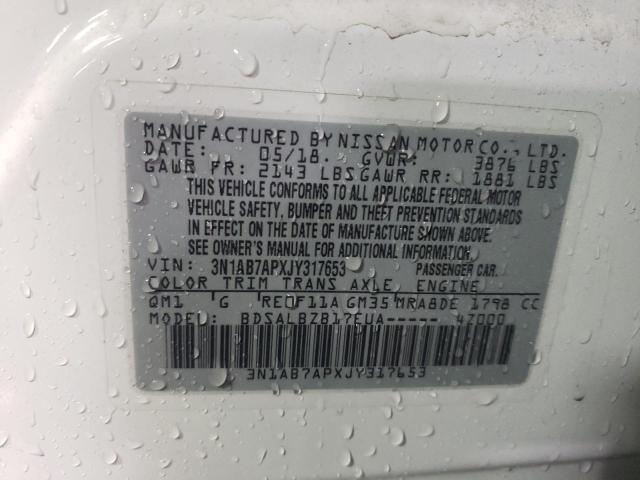 MANUFACTURED BY NISSAN MOTOR CO., LTD.
DATE: 05/18. GVWR: 3876 LBS
GAWR FR: 2143 LBS GAWR RR: 1881 LBS
THIS VEHICLE CONFORMS TO ALL APPLICABLE FEDERAL MOTOR
VEHICLE SAFETY, BUMPER AND THEFT PREVENTION STANDARDS
IN EFFECT ON THE DATE OF MANUFACTURE SHOWN ABOVE.
SEE OWNER'S MANUAL FOR ADDITIONAL INFORMATION.
VIN: 3N1AB7APXJY317653 PASSENGER CAR.
COLOR TRIM TRANS AXLE ENGINE
QM1 G RE0F11A GM35 MRA8DE 1798 CC
MODEL: BDSALBZB17EUA----- 4Z000
3N1AB7APXJY317653